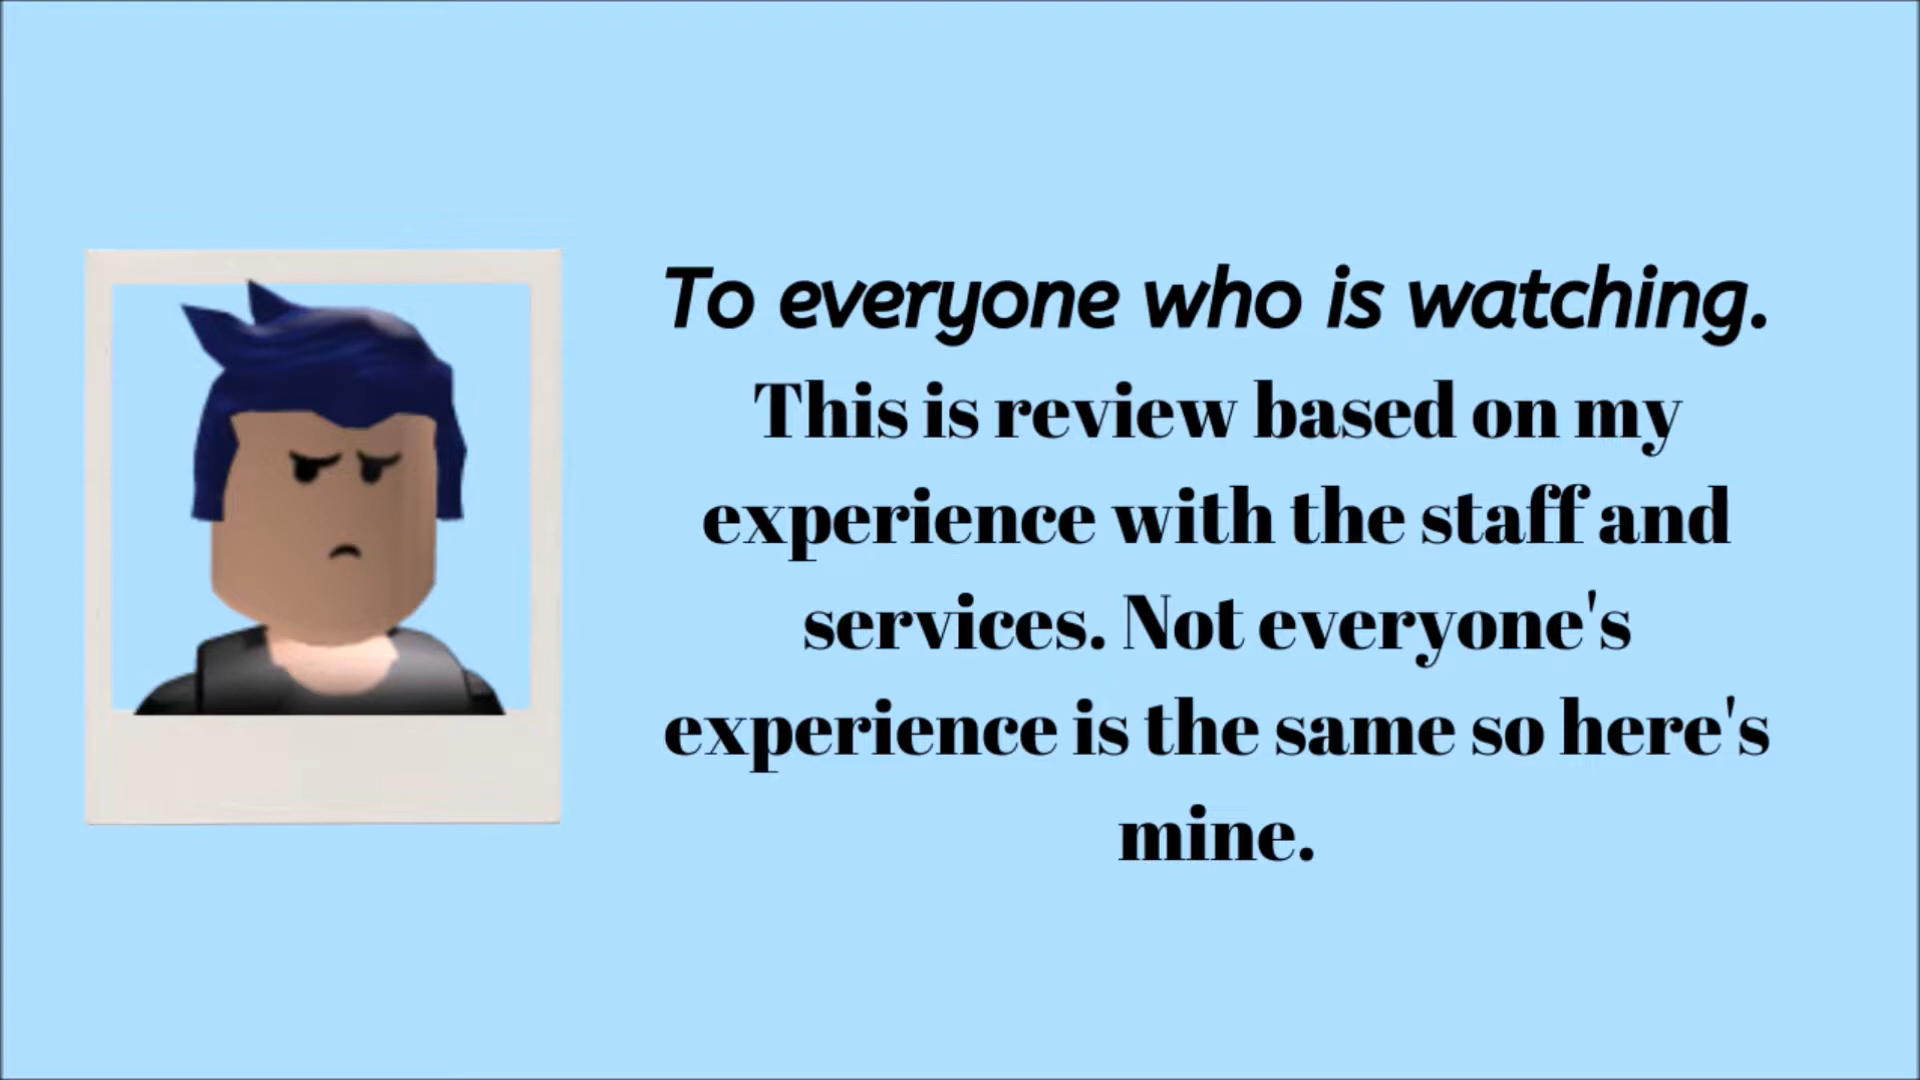 To everyone who is watching.
This is review based on my
experience with the staff and
services. Not everyone's
experience is the same so here's
mine.